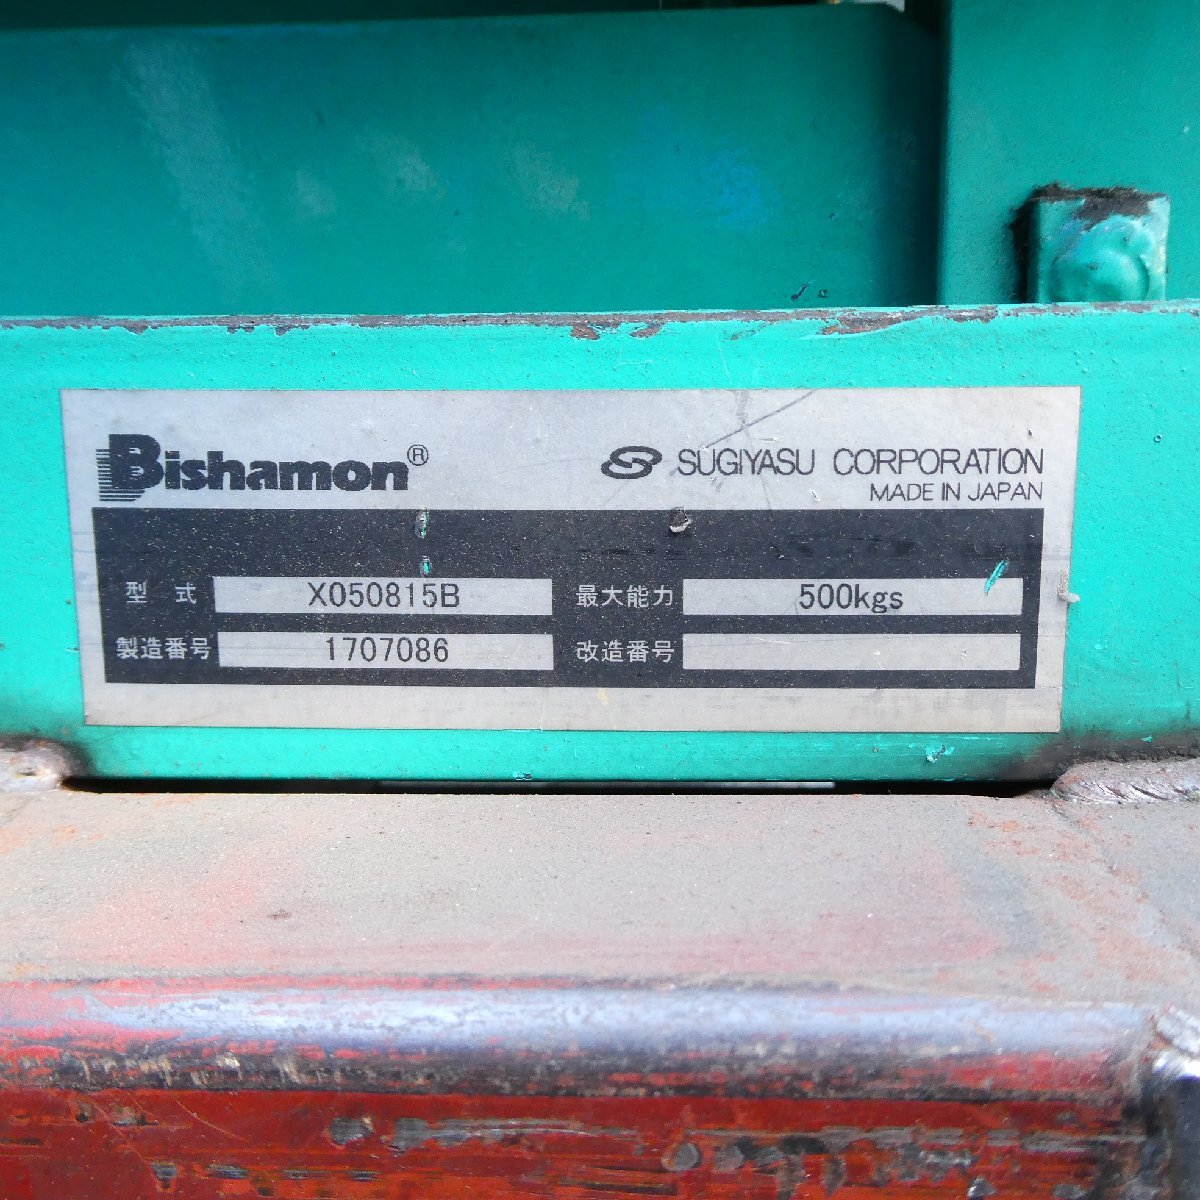 Bishamon®
SUGIYASU CORPORATION
MADE IN JAPAN
型式 X050815B
最大能力 500kgs
製造番号 1707086
改造番号